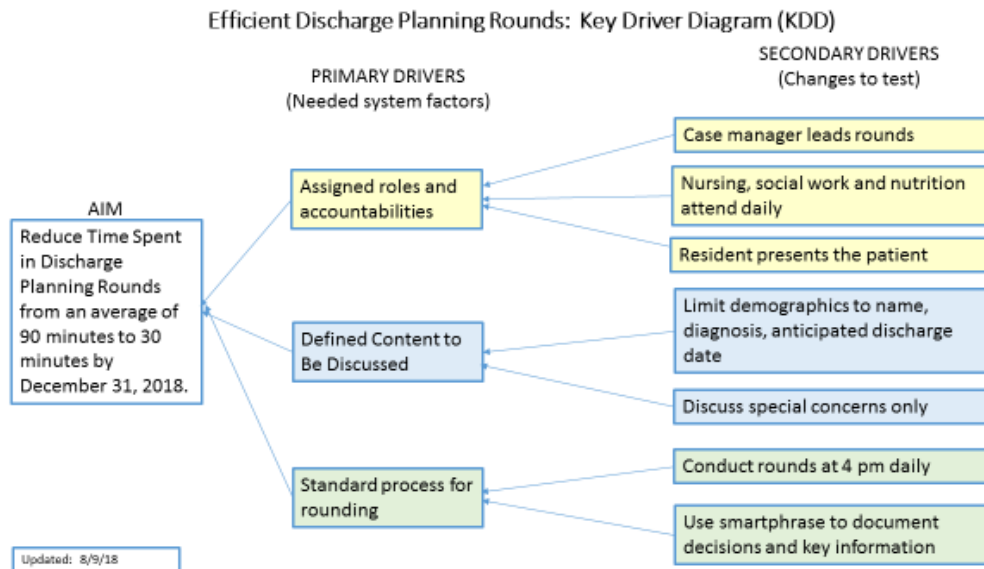 Efficient Discharge Planning Rounds: Key Driver Diagram (KDD)
SECONDARY DRIVERS
(Changes to test)
PRIMARY DRIVERS
(Needed system factors)
AIM
Reduce Time Spent
in Discharge
Planning Rounds
from an average of
90 minutes to 30
minutes by
December 31, 2018.
Assigned roles and
accountabilities
Defined Content to
Be Discussed
Standard process for
rounding
Case manager leads rounds
Nursing, social work and nutrition
attend daily
Resident presents the patient
Limit demographics to name,
diagnosis, anticipated discharge
date
Discuss special concerns only
Conduct rounds at 4 pm daily
Use smartphrase to document
decisions and key information
Updated: 8/9/18